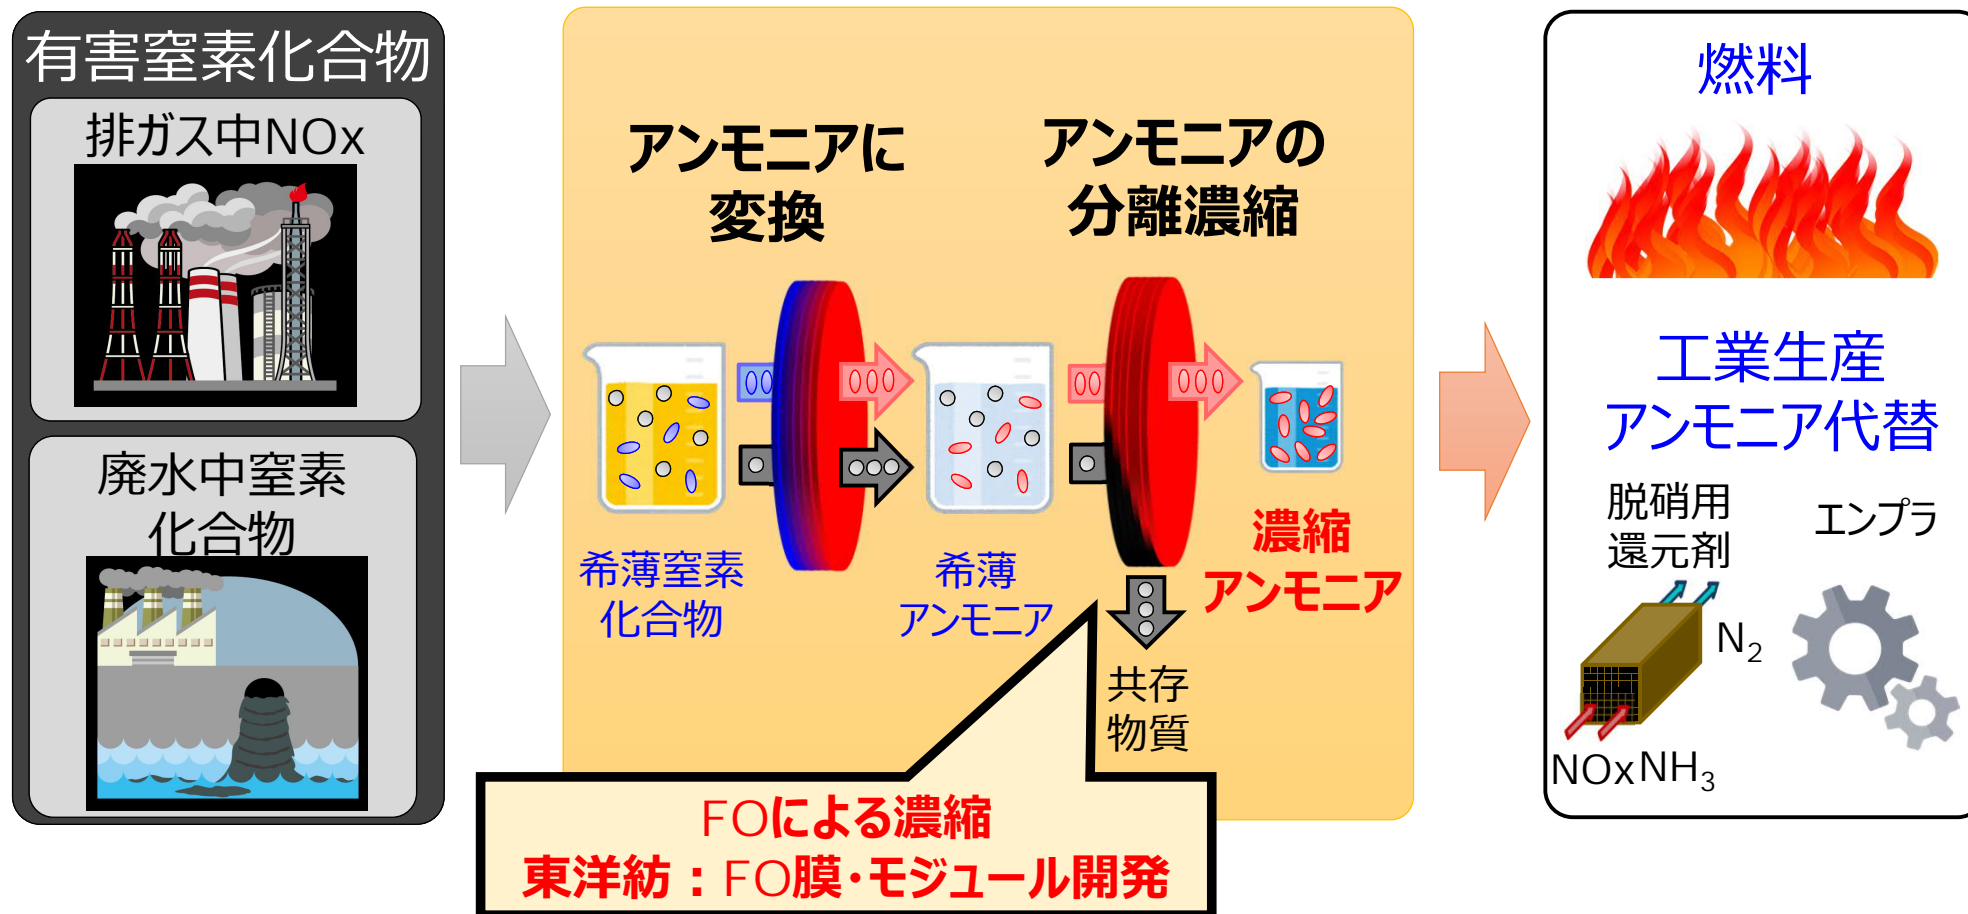 有害窒素化合物
排ガス中NOx
廃水中窒素
化合物
アンモニアに
変換
アンモニアの
分離濃縮
希薄窒素
化合物
希薄
アンモニア
濃縮
アンモニア
共存
物質
FOによる濃縮
東洋紡：FO膜・モジュール開発
燃料
工業生産
アンモニア代替
脱硝用
還元剤
エンプラ
N2
NOxNH3